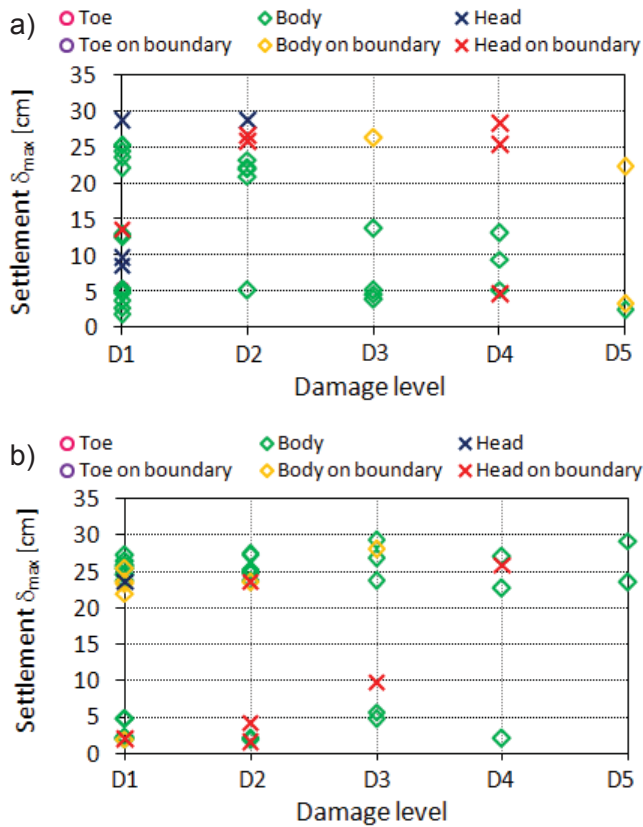 a)
Toe Body Head
Toe on boundary Body on boundary Head on boundary
35
30
25
20
15
10
5
0
Settlement δmax [cm]
D1 D2 D3 D4 D5
Damage level
b)
Toe Body Head
Toe on boundary Body on boundary Head on boundary
35
30
25
20
15
10
5
0
Settlement δmax [cm]
D1 D2 D3 D4 D5
Damage level